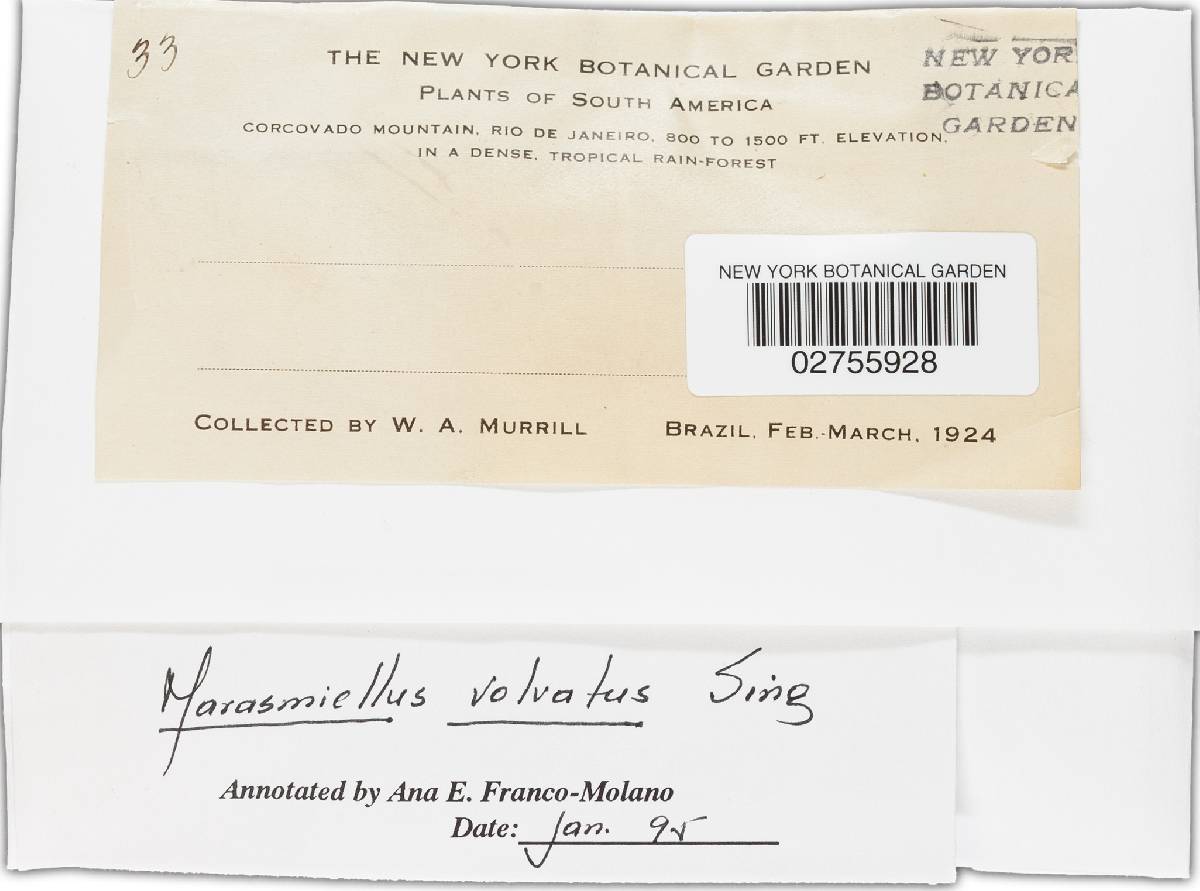 33
THE NEW YORK BOTANICAL GARDEN
PLANTS OF SOUTH AMERICA
CORCOVADO MOUNTAIN, RIO DE JANEIRO, 800 TO 1500 FT. ELEVATION,
IN A DENSE, TROPICAL RAIN-FOREST
NEW YOR
BOTANICA
GARDEN
NEW YORK BOTANICAL GARDEN
02755928
COLLECTED BY W. A. MURRILL BRAZIL, FEB.-MARCH, 1924
Marasmiellus volvatus Sing
Annotated by Ana E. Franco-Molano
Date: Jan. 95